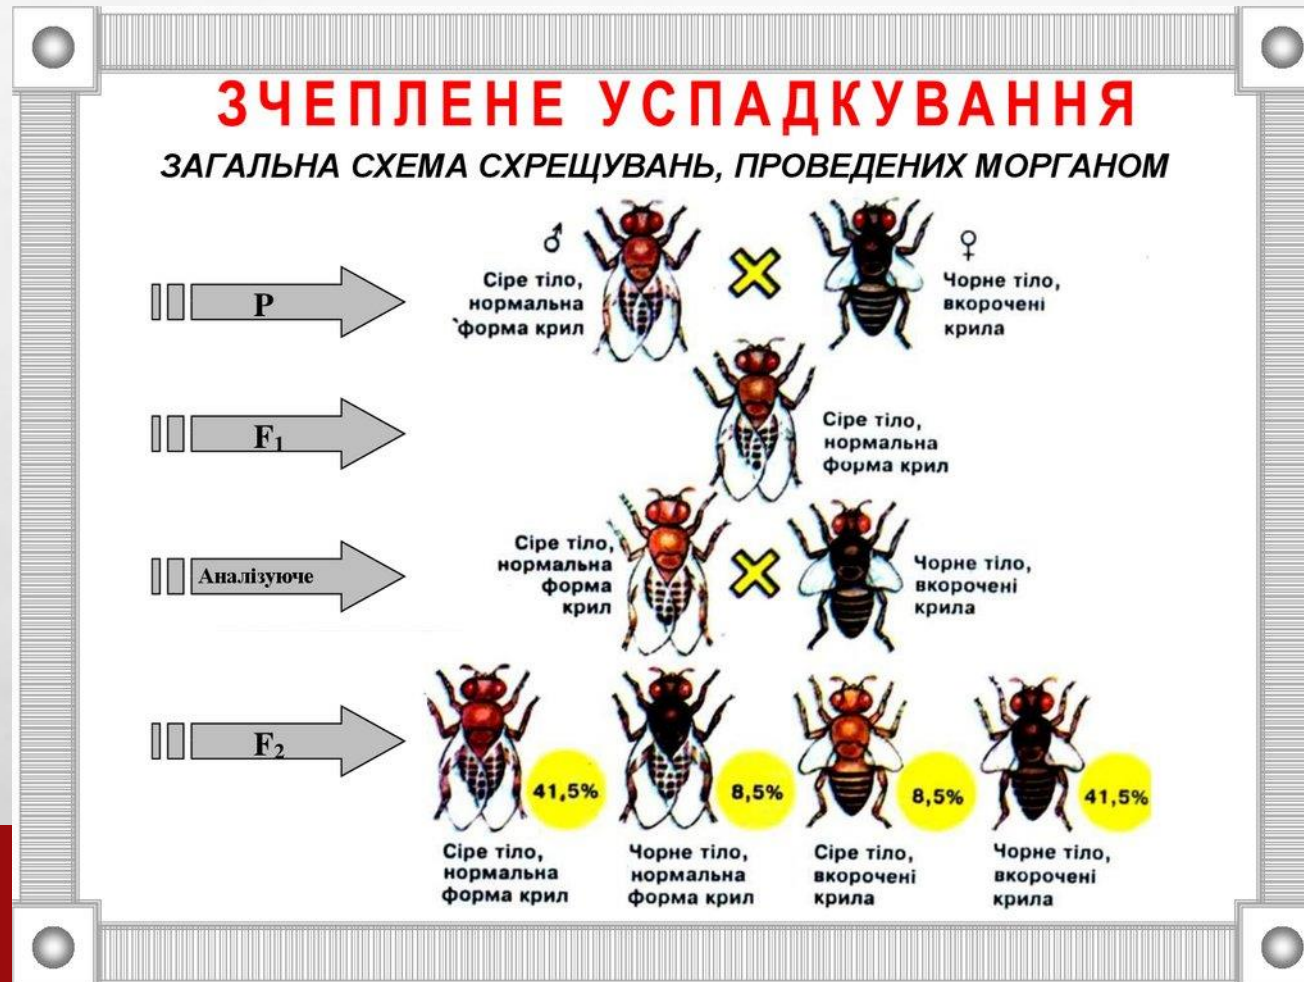 ЗЧЕПЛЕНЕ УСПАДКУВАННЯ
ЗАГАЛЬНА СХЕМА СХРЕЩУВАНЬ, ПРОВЕДЕНИХ МОРГАНОМ
P
♂
Сіре тіло,
нормальна
форма крил
♀
Чорне тіло,
вкорочені
крила
F₁
Сіре тіло,
нормальна
форма крил
Аналізуюче
Сіре тіло,
нормальна
форма
крил
Чорне тіло,
вкорочені
крила
F₂
41,5%
8,5%
8,5%
41,5%
Сіре тіло,
нормальна
форма крил
Чорне тіло,
нормальна
форма крил
Сіре тіло,
вкорочені
крила
Чорне тіло,
вкорочені
крила